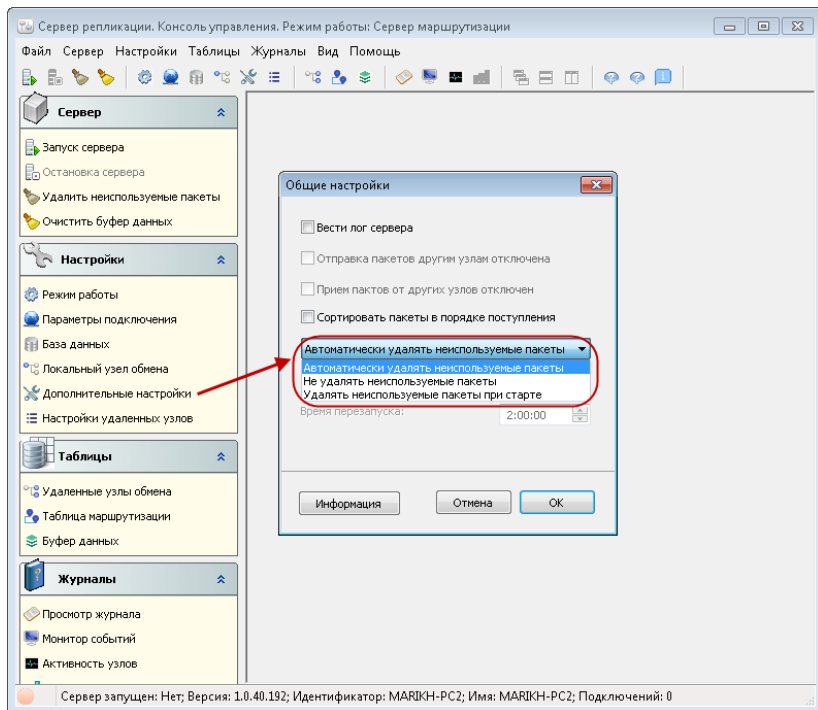 Сервер репликации. Консоль управления. Режим работы: Сервер маршрутизации
Файл Сервер Настройки Таблицы Журналы Вид Помощь
Сервер
Запуск сервера
Остановка сервера
Удалить неиспользуемые пакеты
Очистить буфер данных
Настройки
Режим работы
Параметры подключения
База данных
Локальный узел обмена
Дополнительные настройки
Настройки удаленных узлов
Таблицы
Удаленные узлы обмена
Таблица маршрутизации
Буфер данных
Журналы
Просмотр журнала
Монитор событий
Активность узлов
Общие настройки
Вести лог сервера
Отправка пакетов другим узлам отключена
Прием пактов от других узлов отключен
Сортировать пакеты в порядке поступления
Автоматически удалять неиспользуемые пакеты
Автоматически удалять неиспользуемые пакеты
Не удалять неиспользуемые пакеты
Удалять неиспользуемые пакеты при старте
Время перезапуска: 2:00:00
Информация Отмена ОК
Сервер запущен: Нет; Версия: 1.0.40.192; Идентификатор: MARIKH-PC2; Имя: MARIKH-PC2; Подключений: 0